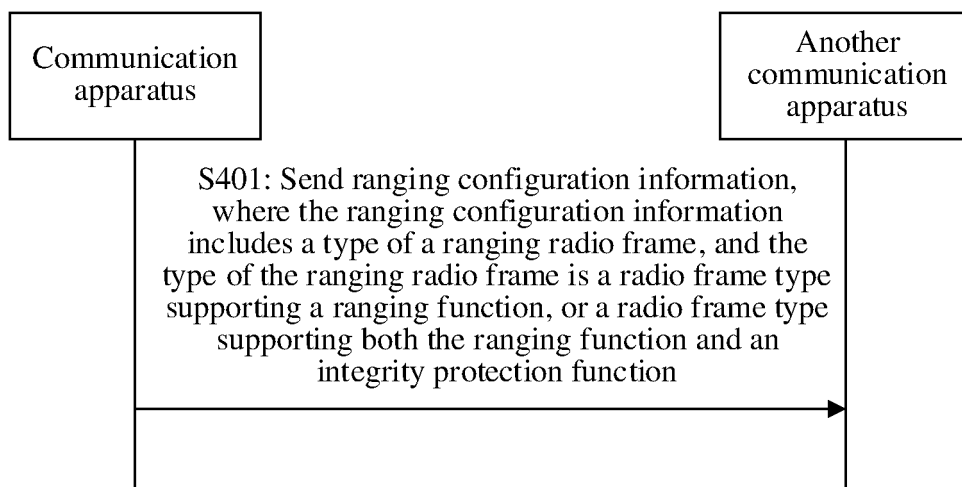 Communication
apparatus
Another
communication
apparatus
S401: Send ranging configuration information,
where the ranging configuration information
includes a type of a ranging radio frame, and the
type of the ranging radio frame is a radio frame type
supporting a ranging function, or a radio frame type
supporting both the ranging function and an
integrity protection function